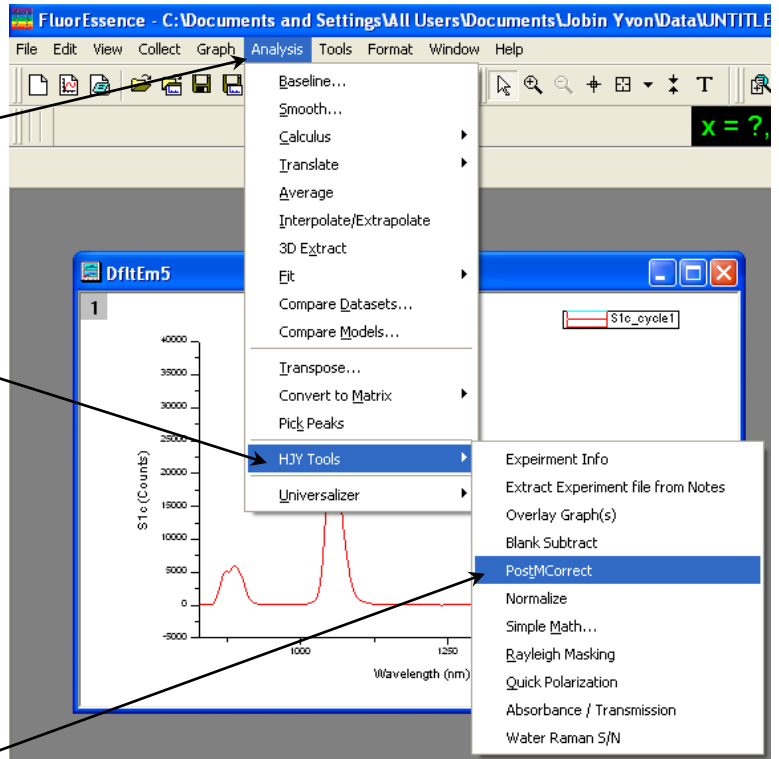 FluorEssence - C:\Documents and Settings\All Users\Documents\Jobin Yvon\Data\UNTITLE
File Edit View Collect Graph Analysis Tools Format Window Help
T
x = ?,
Baseline...
Smooth...
Calculus
Translate
Average
Interpolate/Extrapolate
3D Extract
Fit
Compare Datasets...
Compare Models...
Transpose...
Convert to Matrix
Pick Peaks
HJY Tools
Universalizer
Expeirment Info
Extract Experiment file from Notes
Overlay Graph(s)
Blank Subtract
PostMCorrect
Normalize
Simple Math...
Rayleigh Masking
Quick Polarization
Absorbance / Transmission
Water Raman S/N
DfltEm5
1
S1c_cycle1
40000
35000
30000
25000
20000
15000
10000
5000
0
-5000
S1c (Counts)
1000
1250
Wavelength (nm)